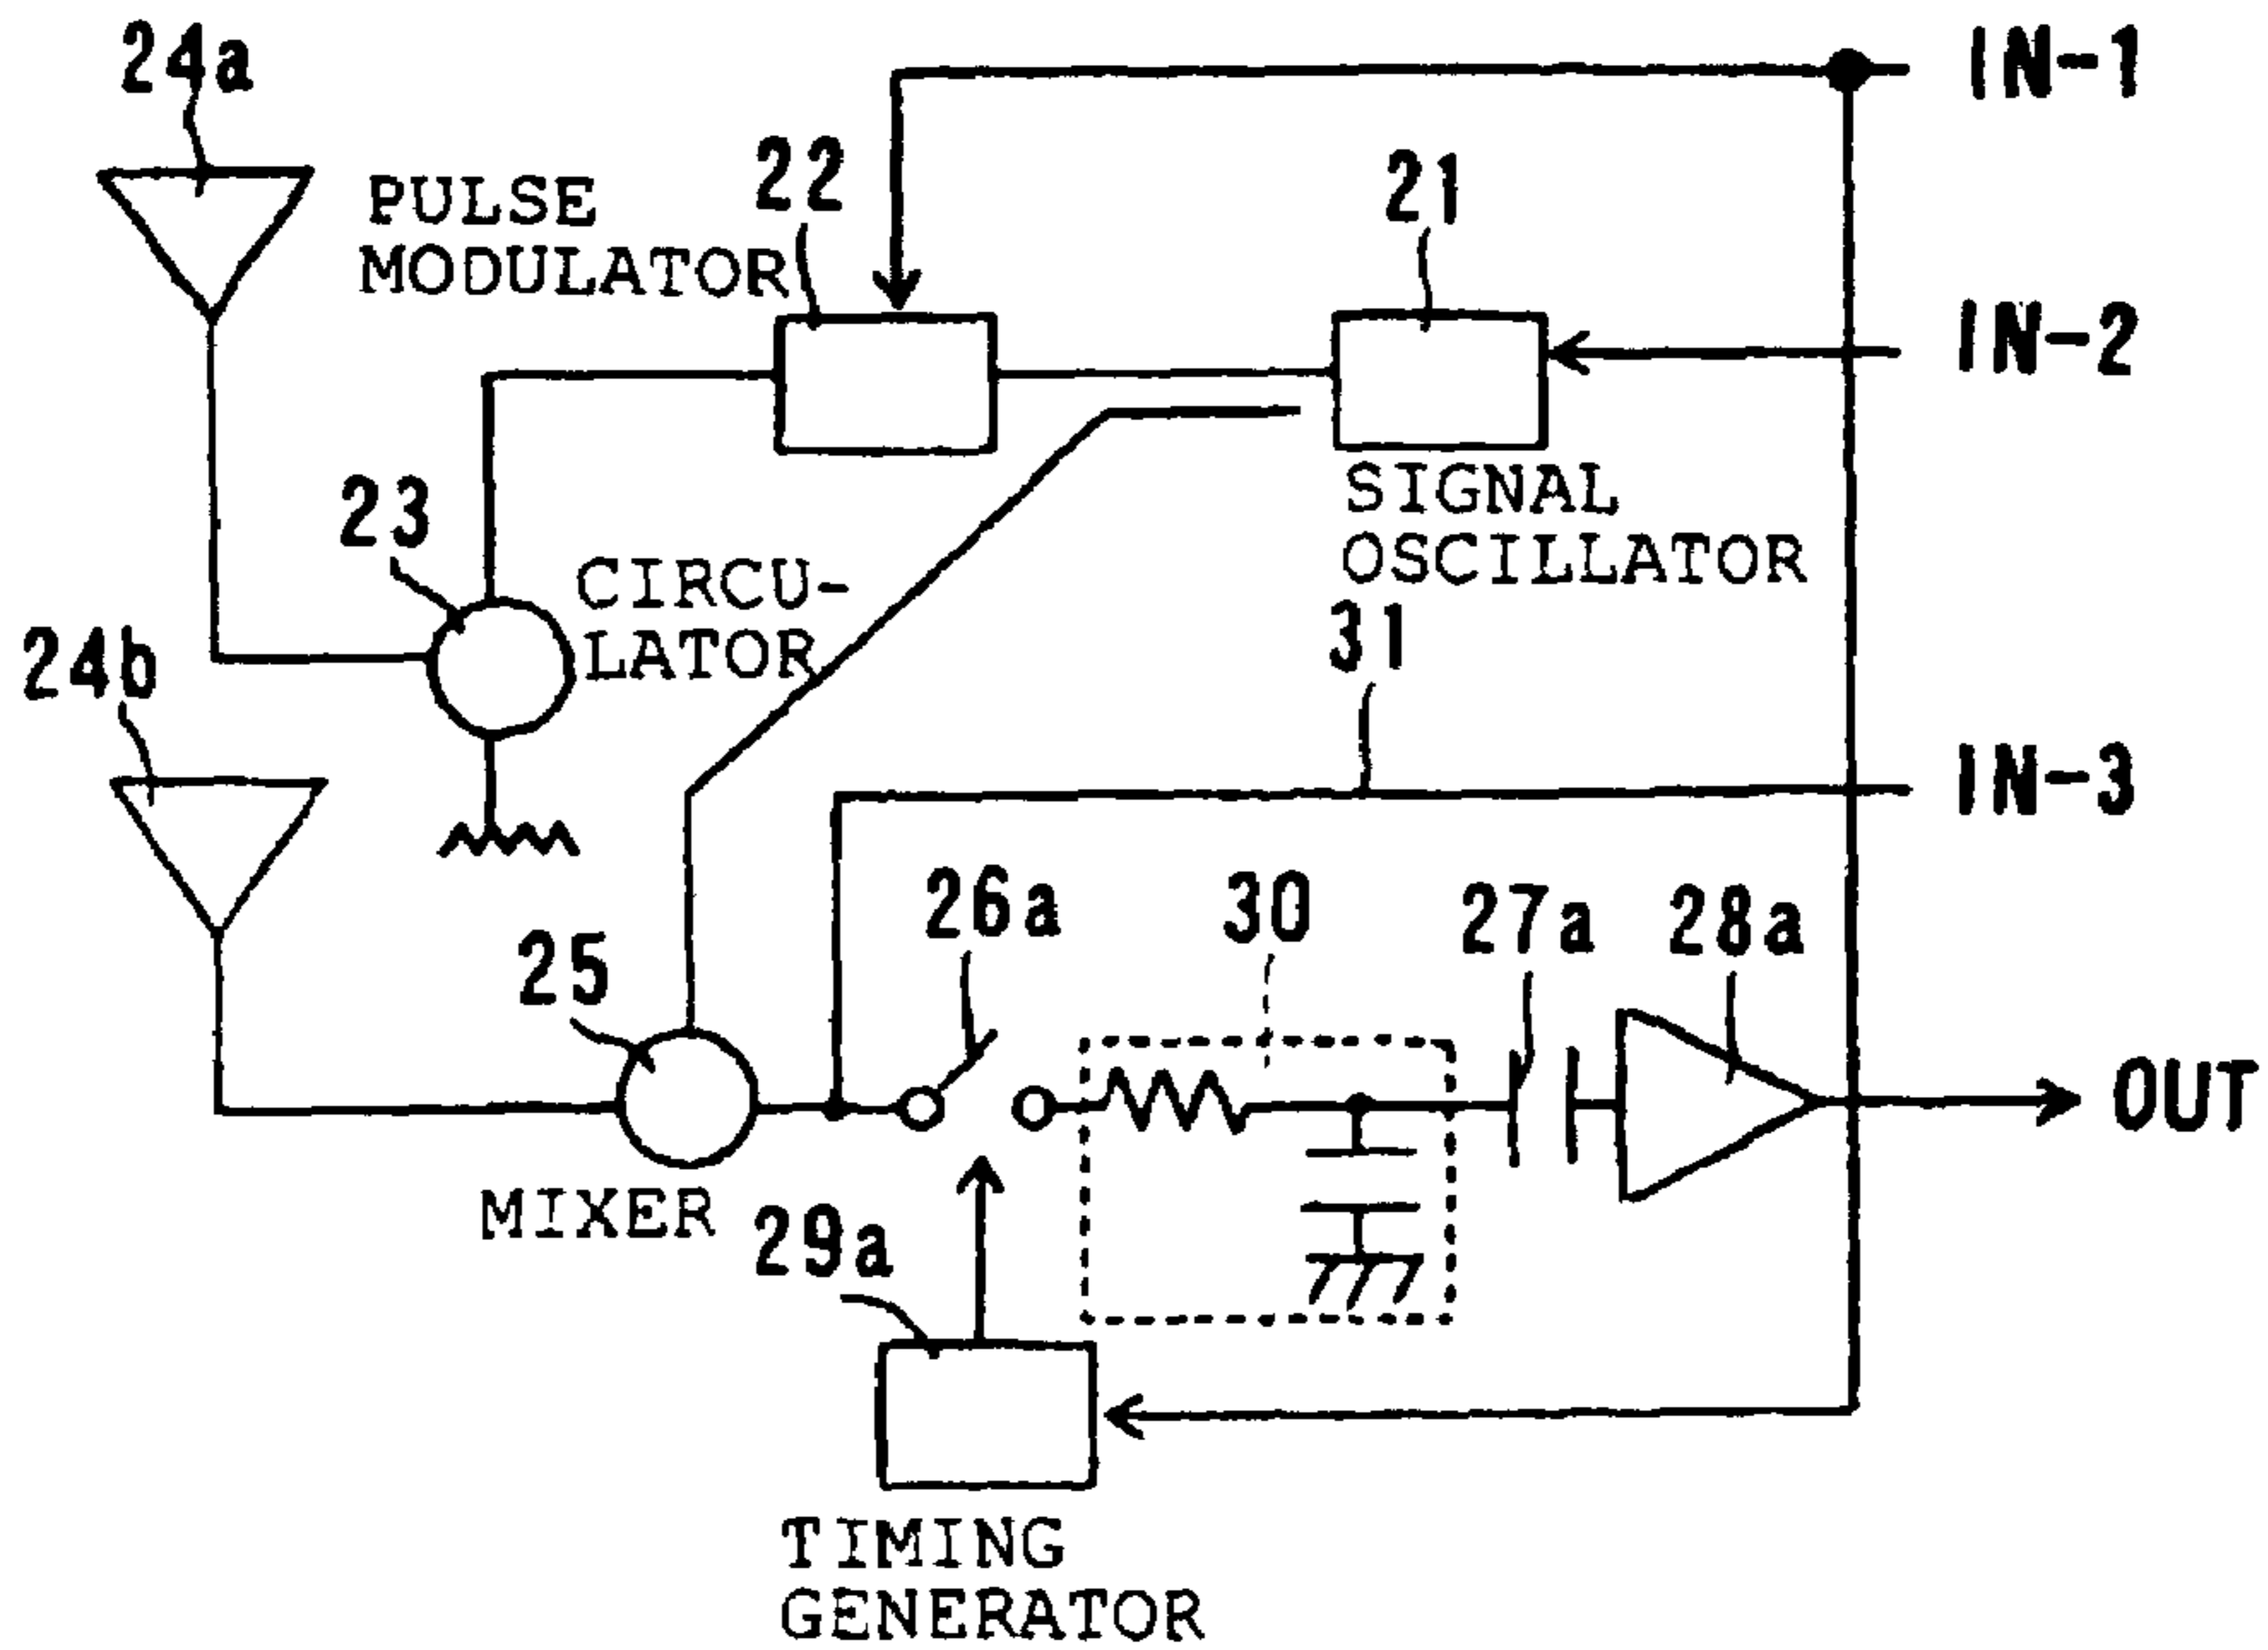 24a
IN-1
PULSE
MODULATOR
22
21
IN-2
SIGNAL
OSCILLATOR
23
CIRCU-
LATOR
31
24b
IN-3
26a
30
27a
28a
25
OUT
MIXER
29a
TIMING
GENERATOR